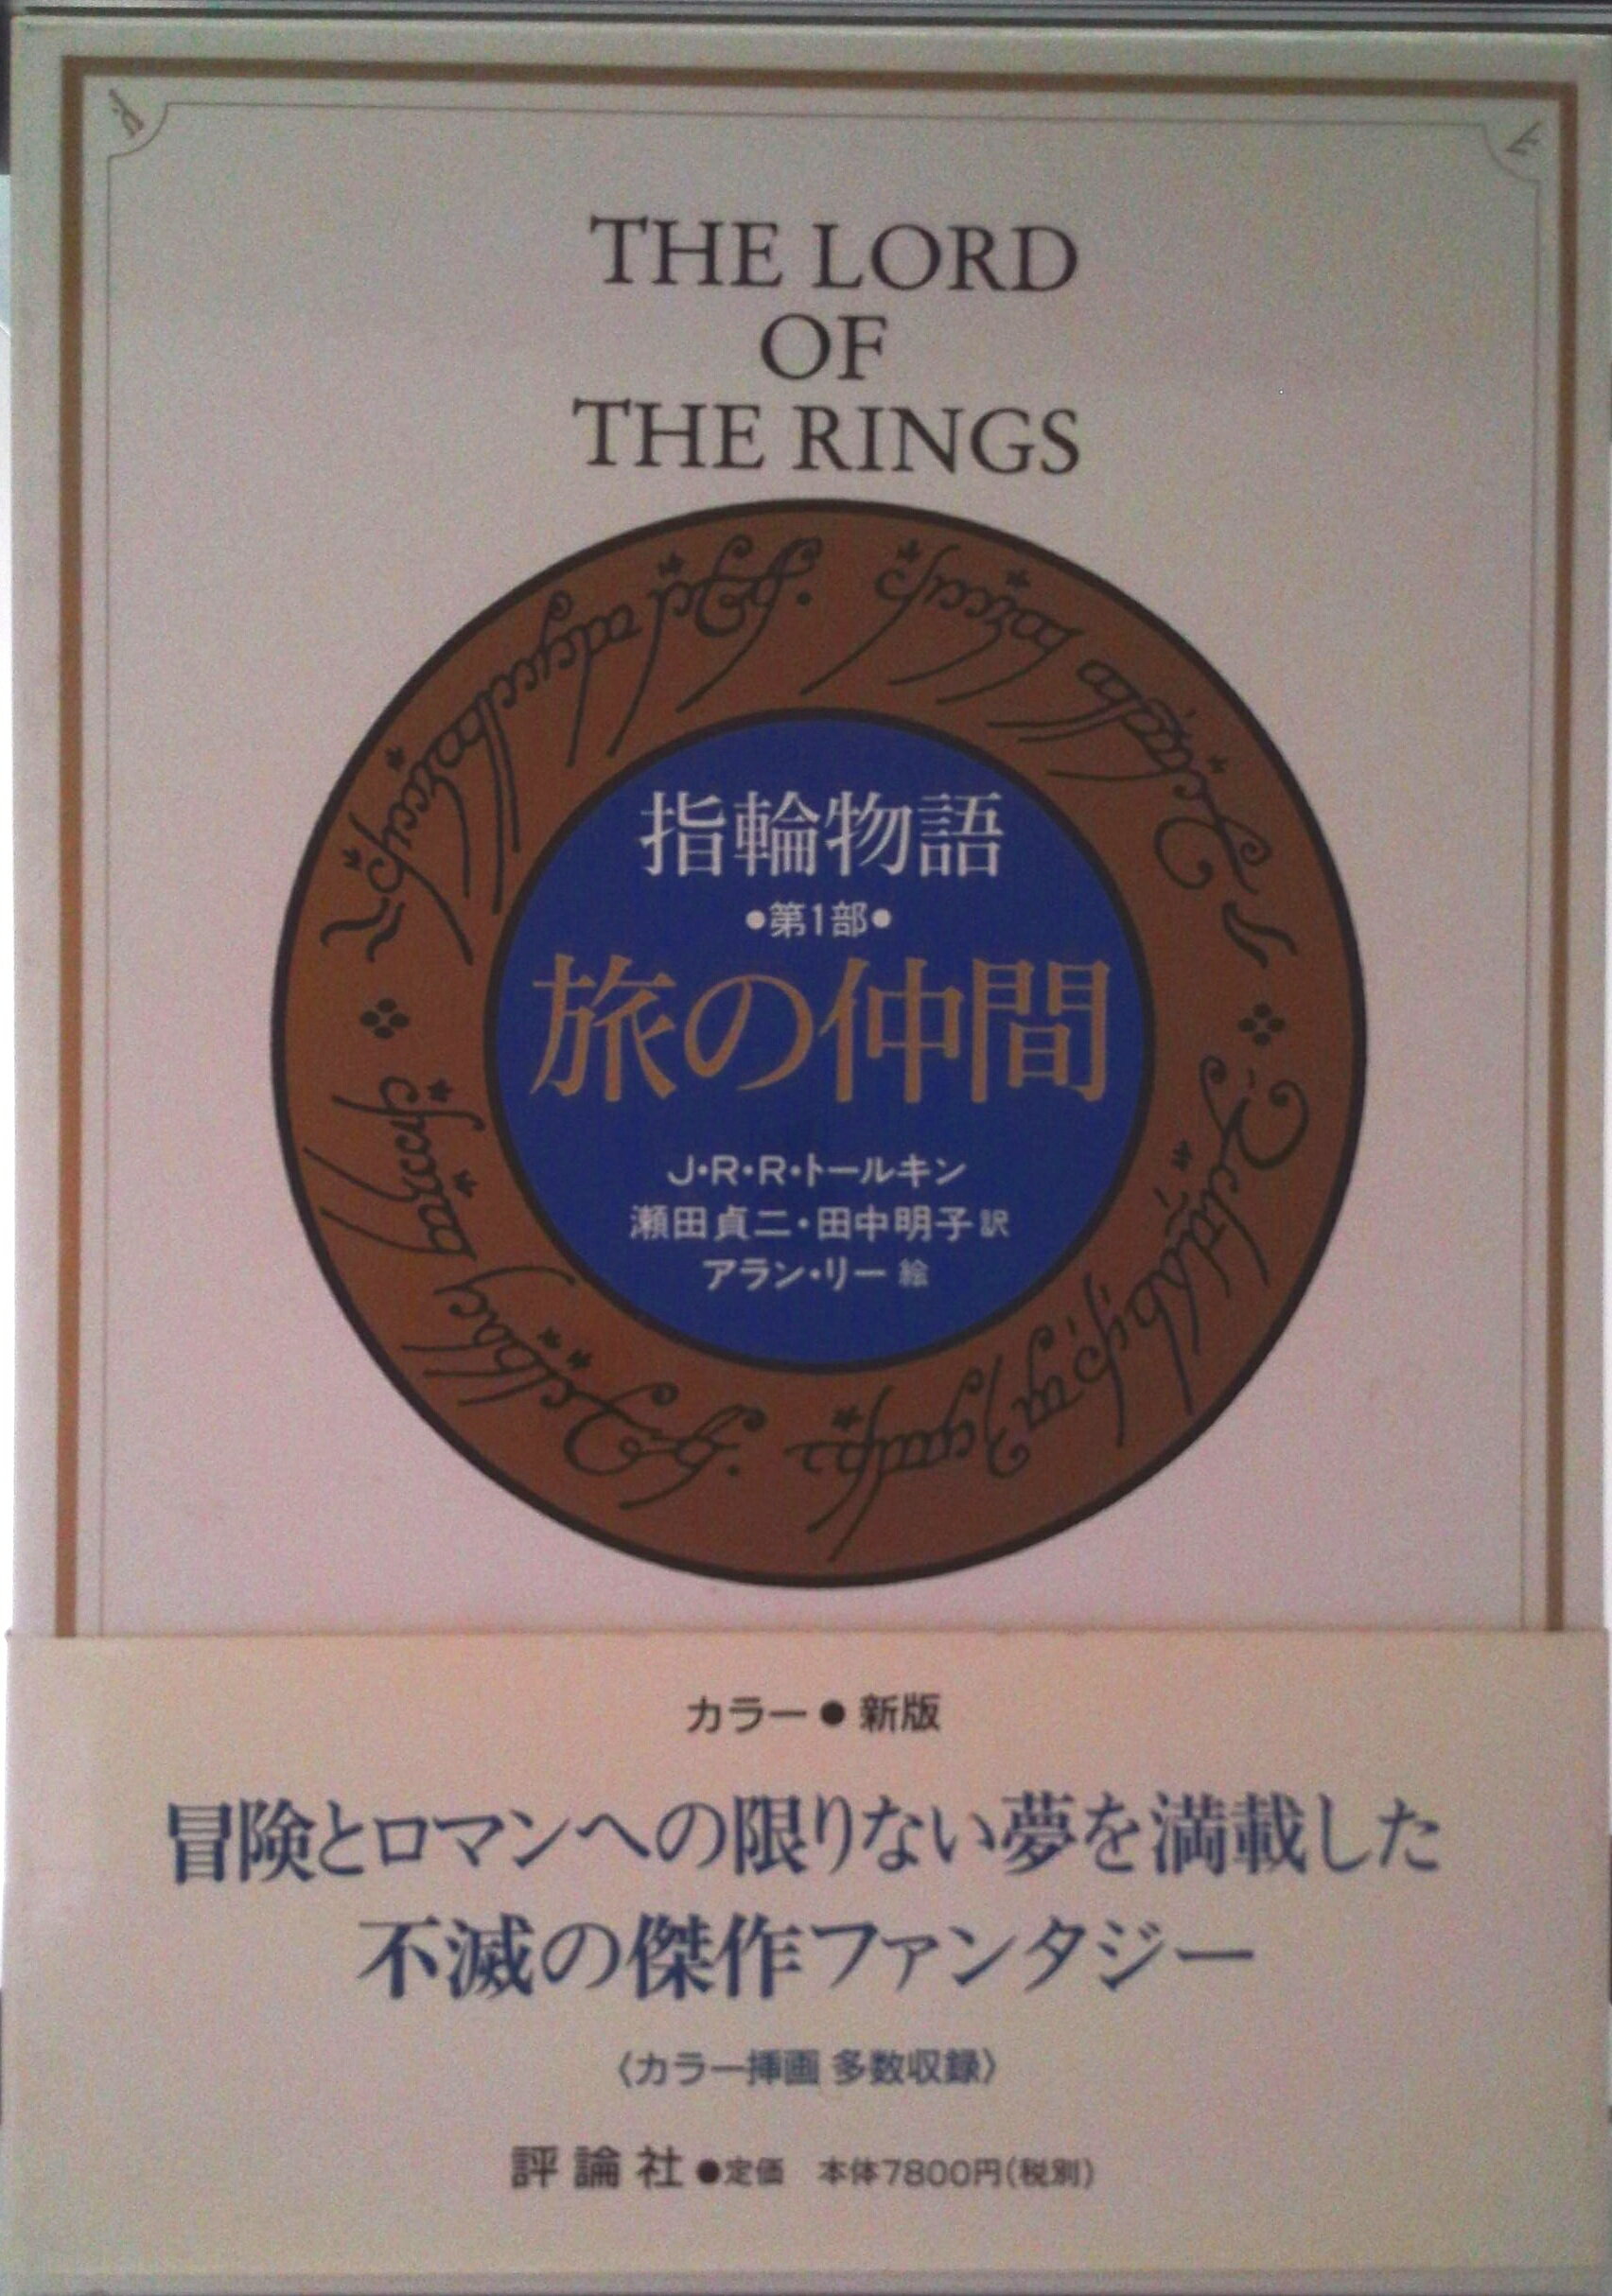 THE LORD
OF
THE RINGS
指輪物語
●第1部●
旅の仲間
J・R・R・トールキン
瀬田貞二・田中明子 訳
アラン・リー 絵
カラー●新版
冒険とロマンへの限りない夢を満載した
不滅の傑作ファンタジー
〈カラー挿画 多数収録〉
評論社●定価 本体7800円(税別)